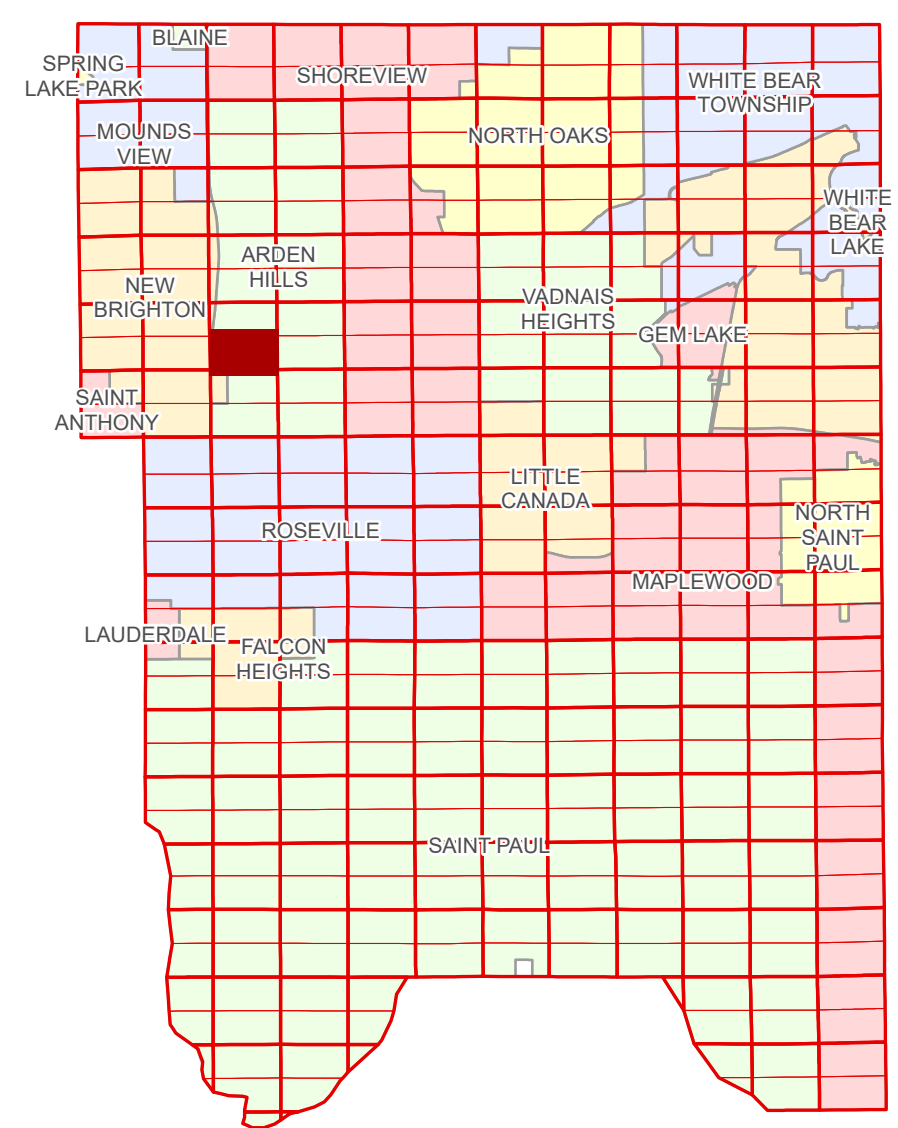 BLAINE
SPRING
LAKE PARK
SHOREVIEW
WHITE BEAR
TOWNSHIP
MOUNDS
VIEW
NORTH OAKS
WHITE
BEAR
LAKE
ARDEN
HILLS
NEW
BRIGHTON
VADNAIS
HEIGHTS
GEM LAKE
SAINT
ANTHONY
LITTLE
CANADA
ROSEVILLE
NORTH
SAINT
PAUL
MAPLEWOOD
LAUDERDALE
FALCON
HEIGHTS
SAINT PAUL